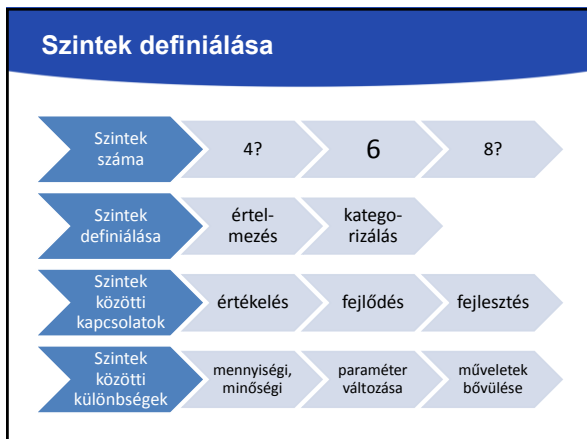 Szintek definiálása
Szintek
száma
4?
6
8?
Szintek
definiálása
értel-
mezés
katego-
rizálás
Szintek
közötti
kapcsolatok
értékelés
fejlődés
fejlesztés
Szintek
közötti
különbségek
mennyiségi,
minőségi
paraméter
változása
műveletek
bővülése